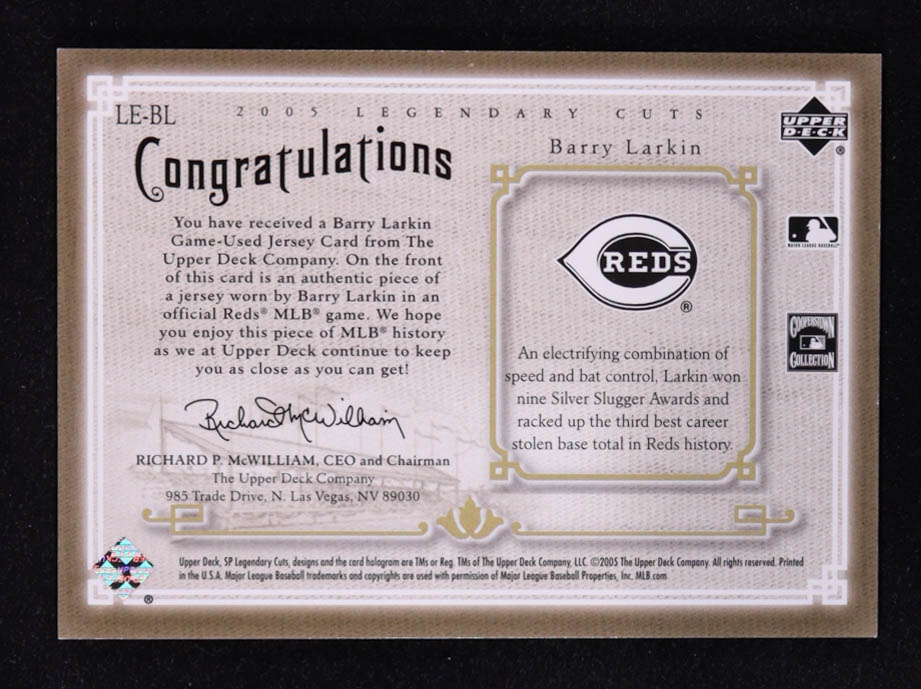 LE-BL
2005 LEGENDARY CUTS
Congratulations
You have received a Barry Larkin
Game-Used Jersey Card from The
Upper Deck Company. On the front
of this card is an authentic piece of
a jersey worn by Barry Larkin in an
official Reds® MLB® game. We hope
you enjoy this piece of MLB® history
as we at Upper Deck continue to keep
you as close as you can get!
Richard P. McWilliam
RICHARD P. McWILLIAM, CEO and Chairman
The Upper Deck Company
985 Trade Drive, N. Las Vegas, NV 89030
Barry Larkin
REDS
®
An electrifying combination of
speed and bat control, Larkin won
nine Silver Slugger Awards and
racked up the third best career
stolen base total in Reds history.
UPPER
D·E·C·K
®
MAJOR LEAGUE BASEBALL
COOPERSTOWN
COLLECTION
Upper Deck, SP Legendary Cuts, designs and the card hologram are TMs or Reg. TMs of The Upper Deck Company, LLC. ©2005 The Upper Deck Company. All rights reserved. Printed
in the U.S.A. Major League Baseball trademarks and copyrights are used with permission of Major League Baseball Properties, Inc. MLB.com
®